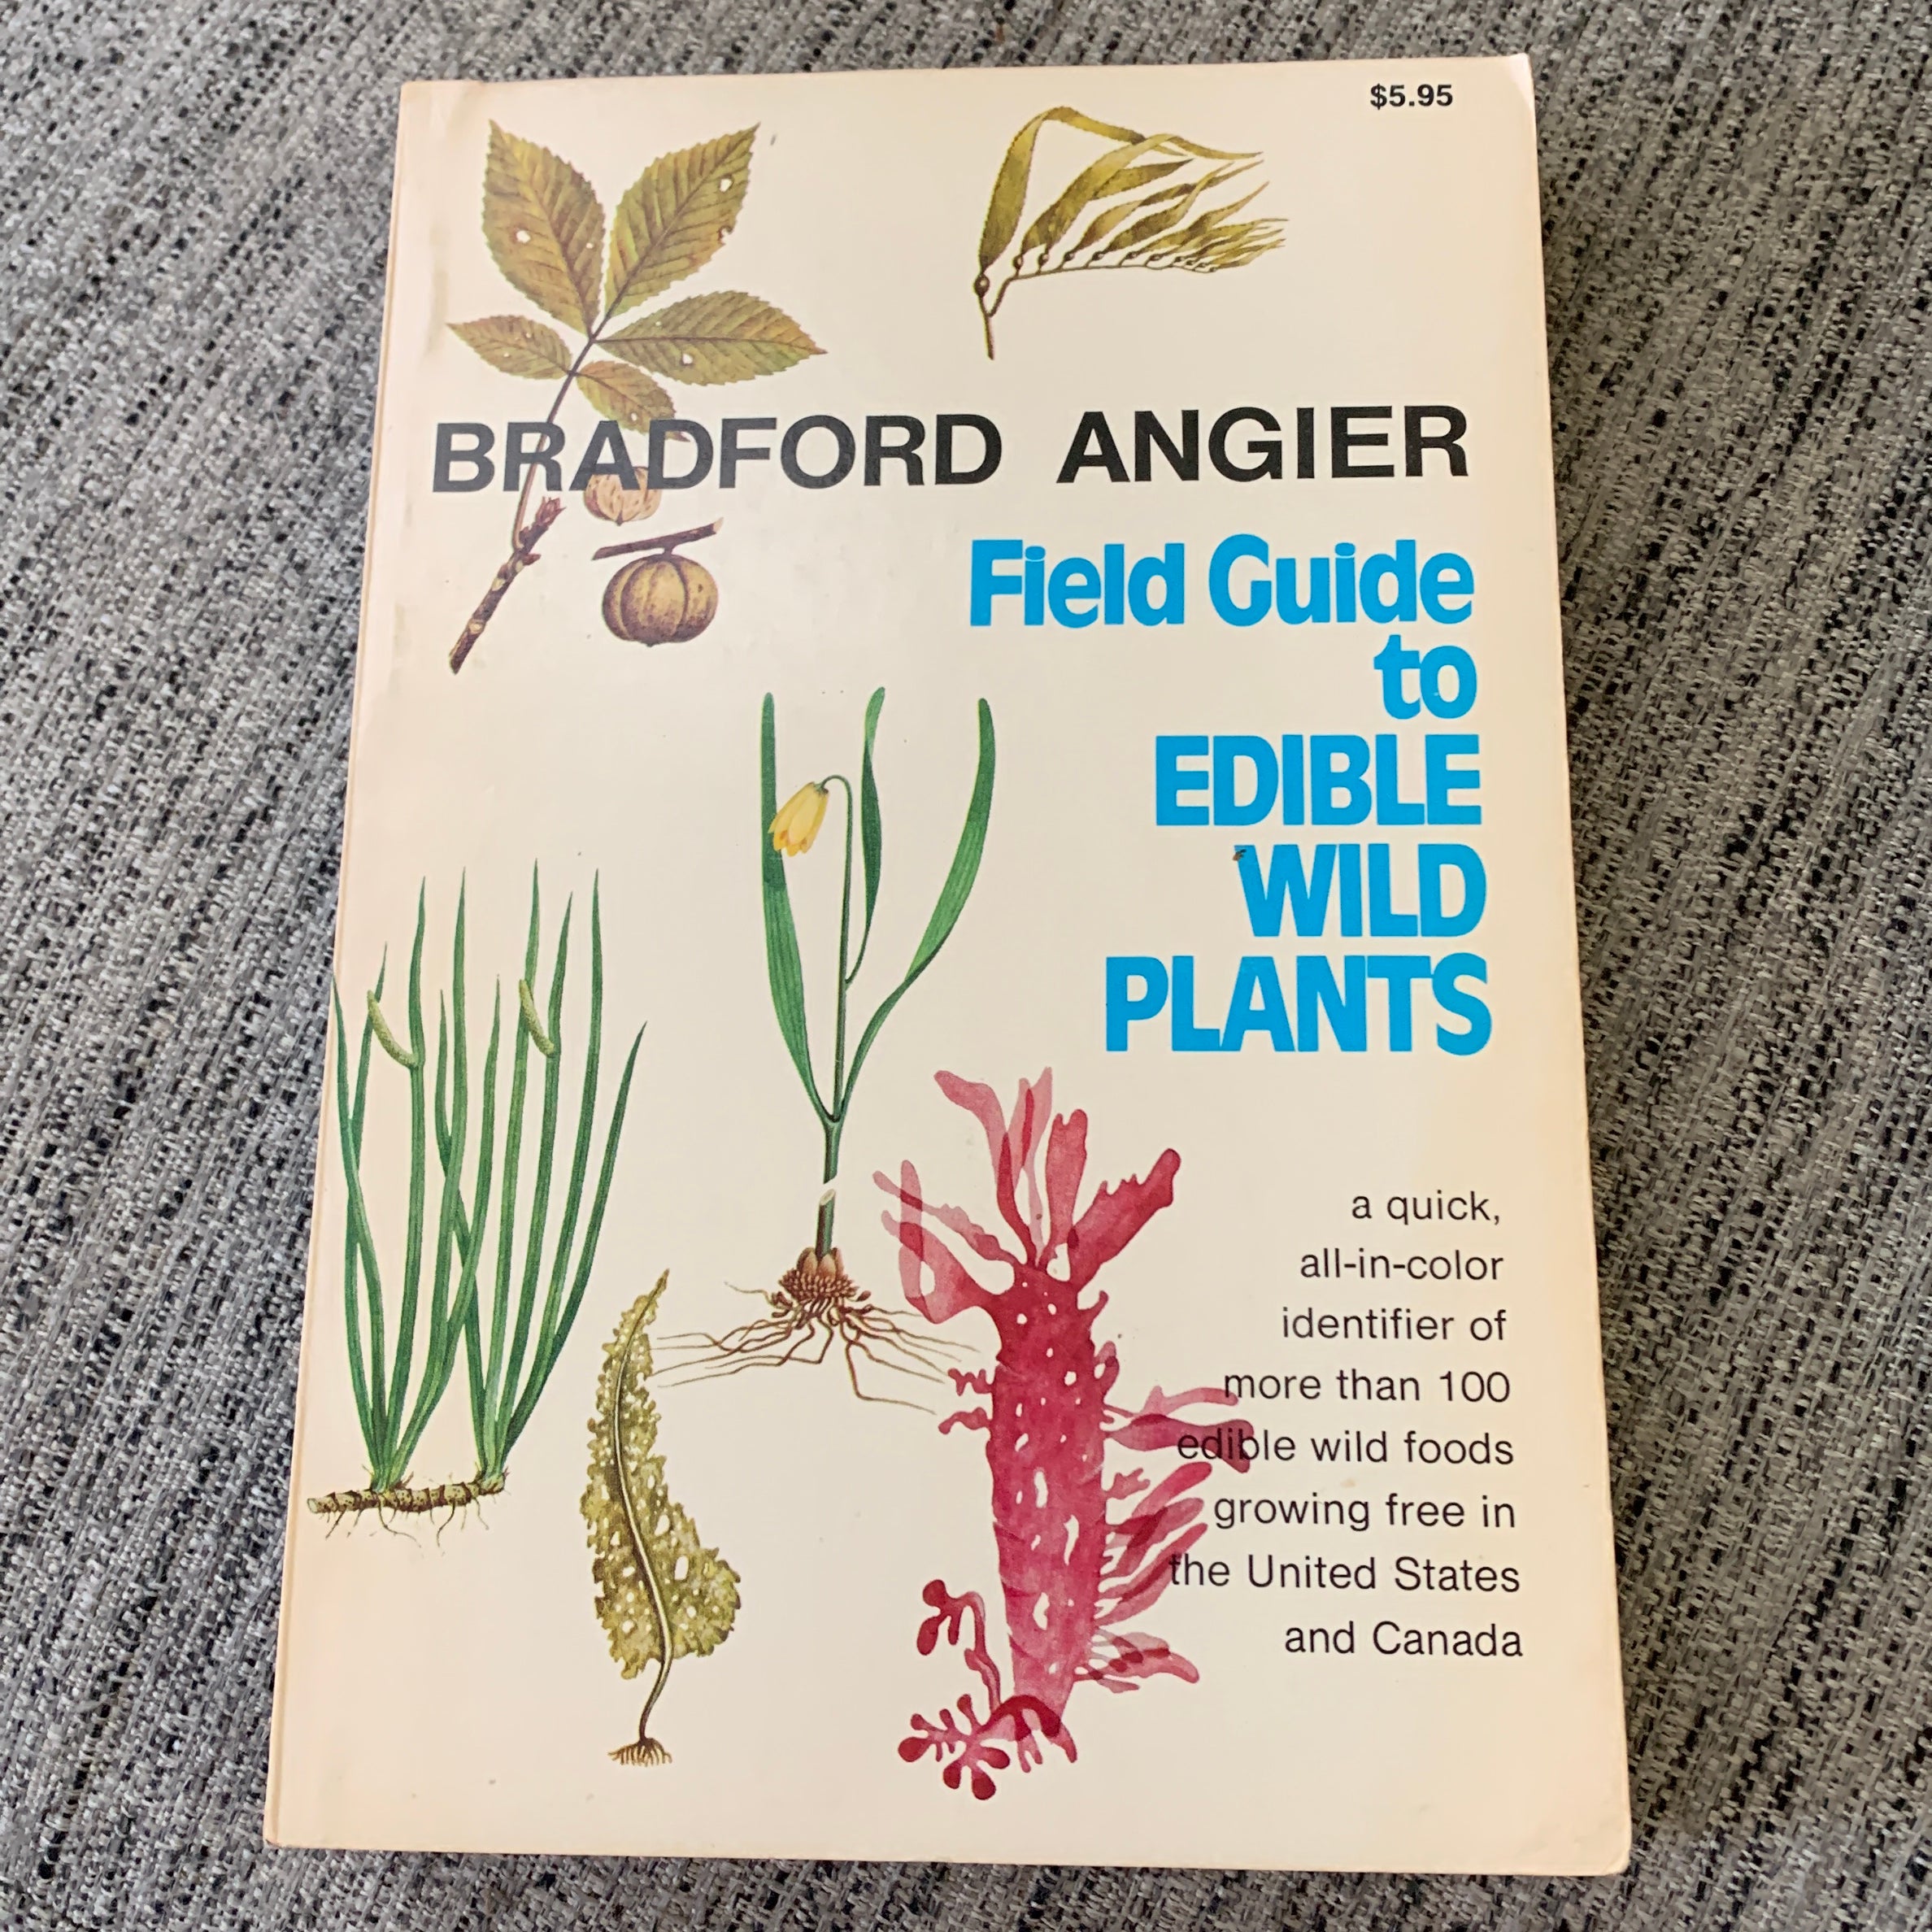 $5.95
BRADFORD ANGIER
Field Guide
to
EDIBLE
WILD
PLANTS
a quick,
all-in-color
identifier of
more than 100
edible wild foods
growing free in
the United States
and Canada